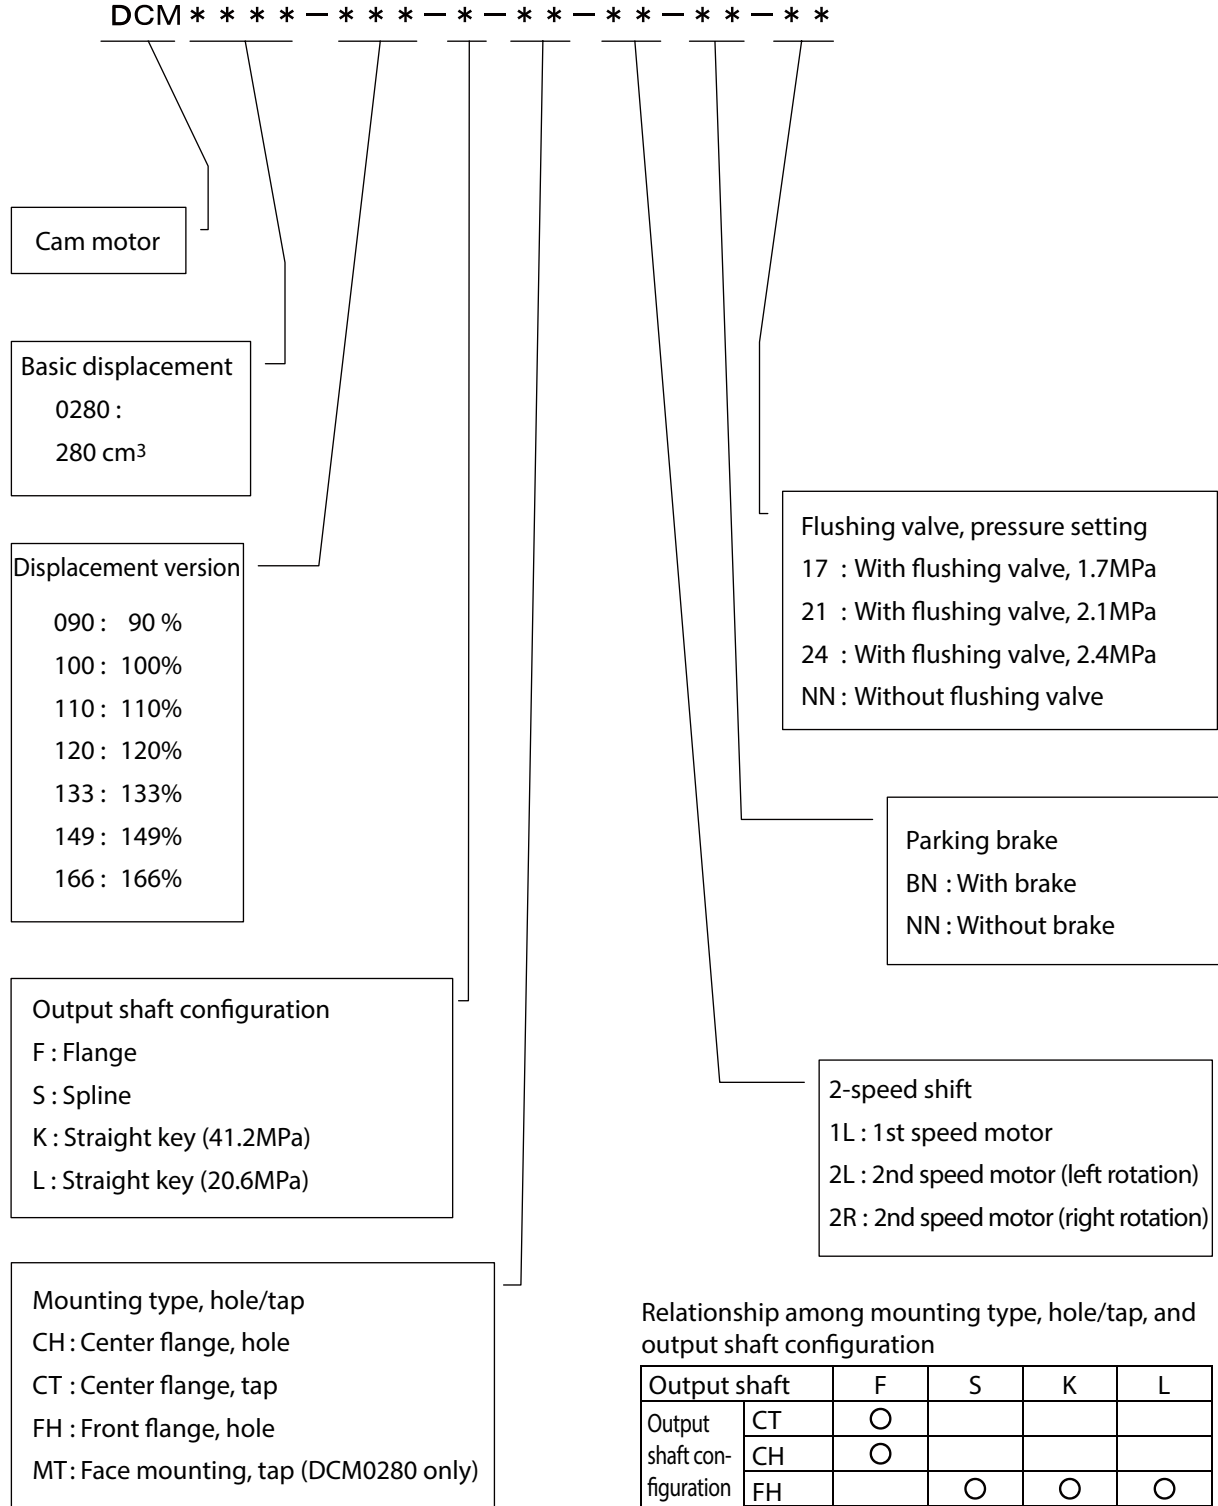 DCM＊＊＊＊－＊＊＊－＊－＊＊－＊＊－＊＊－＊＊
Cam motor
Basic displacement
0280 :
280 cm3
Displacement version
090 : 90 %
100 : 100%
110 : 110%
120 : 120%
133 : 133%
149 : 149%
166 : 166%
Output shaft configuration
F : Flange
S : Spline
K : Straight key (41.2MPa)
L : Straight key (20.6MPa)
Mounting type, hole/tap
CH : Center flange, hole
CT : Center flange, tap
FH : Front flange, hole
MT : Face mounting, tap (DCM0280 only)
Flushing valve, pressure setting
17 : With flushing valve, 1.7MPa
21 : With flushing valve, 2.1MPa
24 : With flushing valve, 2.4MPa
NN : Without flushing valve
Parking brake
BN : With brake
NN : Without brake
2-speed shift
1L : 1st speed motor
2L : 2nd speed motor (left rotation)
2R : 2nd speed motor (right rotation)
Relationship among mounting type, hole/tap, and
output shaft configuration
Output shaft F S K L
Output CT ○
shaft con- CH ○
figuration FH ○ ○ ○